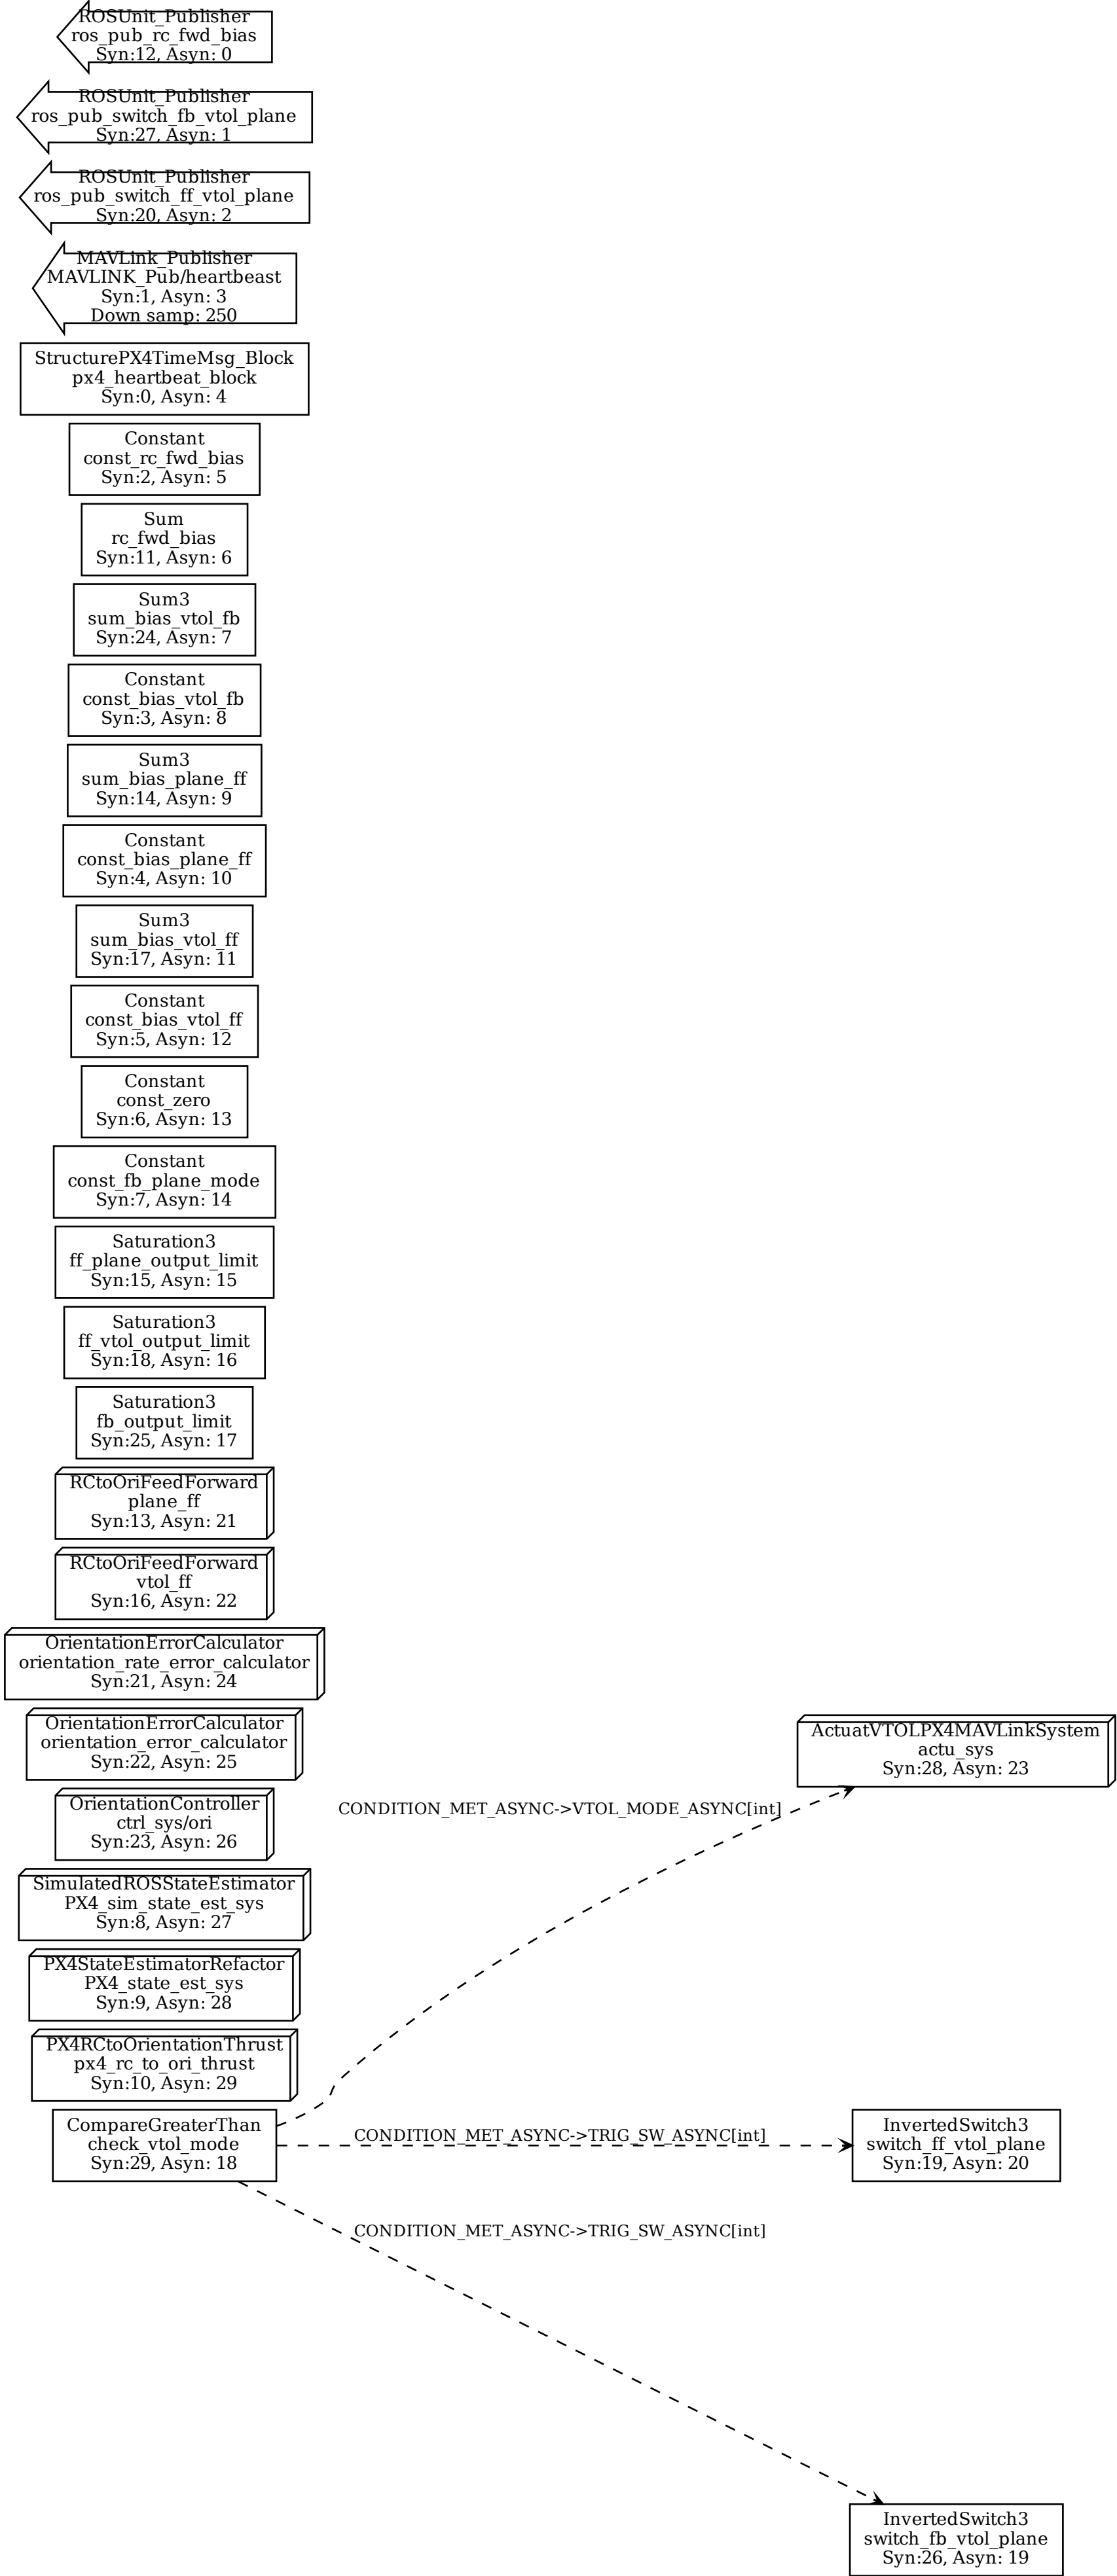 ROSUnit_Publisher
ros_pub_rc_fwd_bias
Syn:12, Asyn: 0
ROSUnit_Publisher
ros_pub_switch_fb_vtol_plane
Syn:27, Asyn: 1
ROSUnit_Publisher
ros_pub_switch_ff_vtol_plane
Syn:20, Asyn: 2
MAVLink_Publisher
MAVLINK_Pub/heartbeast
Syn:1, Asyn: 3
Down samp: 250
StructurePX4TimeMsg_Block
px4_heartbeat_block
Syn:0, Asyn: 4
Constant
const_rc_fwd_bias
Syn:2, Asyn: 5
Sum
rc_fwd_bias
Syn:11, Asyn: 6
Sum3
sum_bias_vtol_fb
Syn:24, Asyn: 7
Constant
const_bias_vtol_fb
Syn:3, Asyn: 8
Sum3
sum_bias_plane_ff
Syn:14, Asyn: 9
Constant
const_bias_plane_ff
Syn:4, Asyn: 10
Sum3
sum_bias_vtol_ff
Syn:17, Asyn: 11
Constant
const_bias_vtol_ff
Syn:5, Asyn: 12
Constant
const_zero
Syn:6, Asyn: 13
Constant
const_fb_plane_mode
Syn:7, Asyn: 14
Saturation3
ff_plane_output_limit
Syn:15, Asyn: 15
Saturation3
ff_vtol_output_limit
Syn:18, Asyn: 16
Saturation3
fb_output_limit
Syn:25, Asyn: 17
RCtoOriFeedForward
plane_ff
Syn:13, Asyn: 21
RCtoOriFeedForward
vtol_ff
Syn:16, Asyn: 22
OrientationErrorCalculator
orientation_rate_error_calculator
Syn:21, Asyn: 24
OrientationErrorCalculator
orientation_error_calculator
Syn:22, Asyn: 25
ActuatVTOLPX4MAVLinkSystem
actu_sys
Syn:28, Asyn: 23
OrientationController
ctrl_sys/ori
Syn:23, Asyn: 26
CONDITION_MET_ASYNC->VTOL_MODE_ASYNC[int]
SimulatedROSStateEstimator
PX4_sim_state_est_sys
Syn:8, Asyn: 27
PX4StateEstimatorRefactor
PX4_state_est_sys
Syn:9, Asyn: 28
PX4RCtoOrientationThrust
px4_rc_to_ori_thrust
Syn:10, Asyn: 29
CompareGreaterThan
check_vtol_mode
Syn:29, Asyn: 18
CONDITION_MET_ASYNC->TRIG_SW_ASYNC[int]
InvertedSwitch3
switch_ff_vtol_plane
Syn:19, Asyn: 20
CONDITION_MET_ASYNC->TRIG_SW_ASYNC[int]
InvertedSwitch3
switch_fb_vtol_plane
Syn:26, Asyn: 19